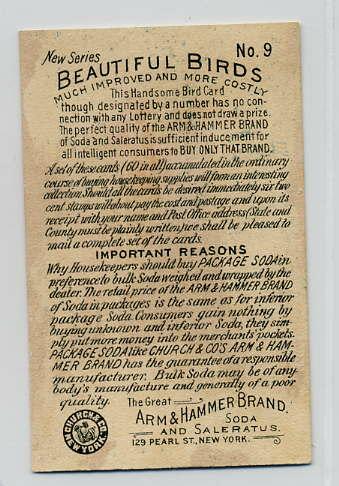 New Series No. 9
BEAUTIFUL BIRDS
MUCH IMPROVED AND MORE COSTLY
This Handsome Bird Card
though designated by a number has no con-
nection with any Lottery and does not draw a prize.
The perfect quality of the ARM & HAMMER BRAND
of Soda and Saleratus is sufficient inducement for
all intelligent consumers to BUY ONLY THAT BRAND.
A set of these cards (60 in all) accumulated in the ordinary
course of buying housekeeping supplies will form an interesting
collection. Should all the cards be desired immediately six two
cent stamps will about pay the cost and postage and upon its
receipt with your name and Post Office address (State and
County must be plainly written,) we shall be pleased to
mail a complete set of the cards.
IMPORTANT REASONS
Why Housekeepers should buy PACKAGE SODA in
preference to bulk Soda weighed and wrapped by the
dealer. The retail price of the ARM & HAMMER BRAND
of Soda in packages is the same as for inferior
package Soda. Consumers gain nothing by
buying unknown and inferior Soda, they sim-
ply put more money into the merchants' pockets.
PACKAGE SODA like CHURCH & CO'S ARM & HAM-
MER BRAND has the guarantee of a responsible
manufacturer. Bulk Soda may be of any-
body's manufacture and generally of a poor
quality. The Great
ARM & HAMMER BRAND.
SODA
AND SALERATUS.
129 PEARL ST., NEW YORK.
CHURCH & CO.
NEW YORK